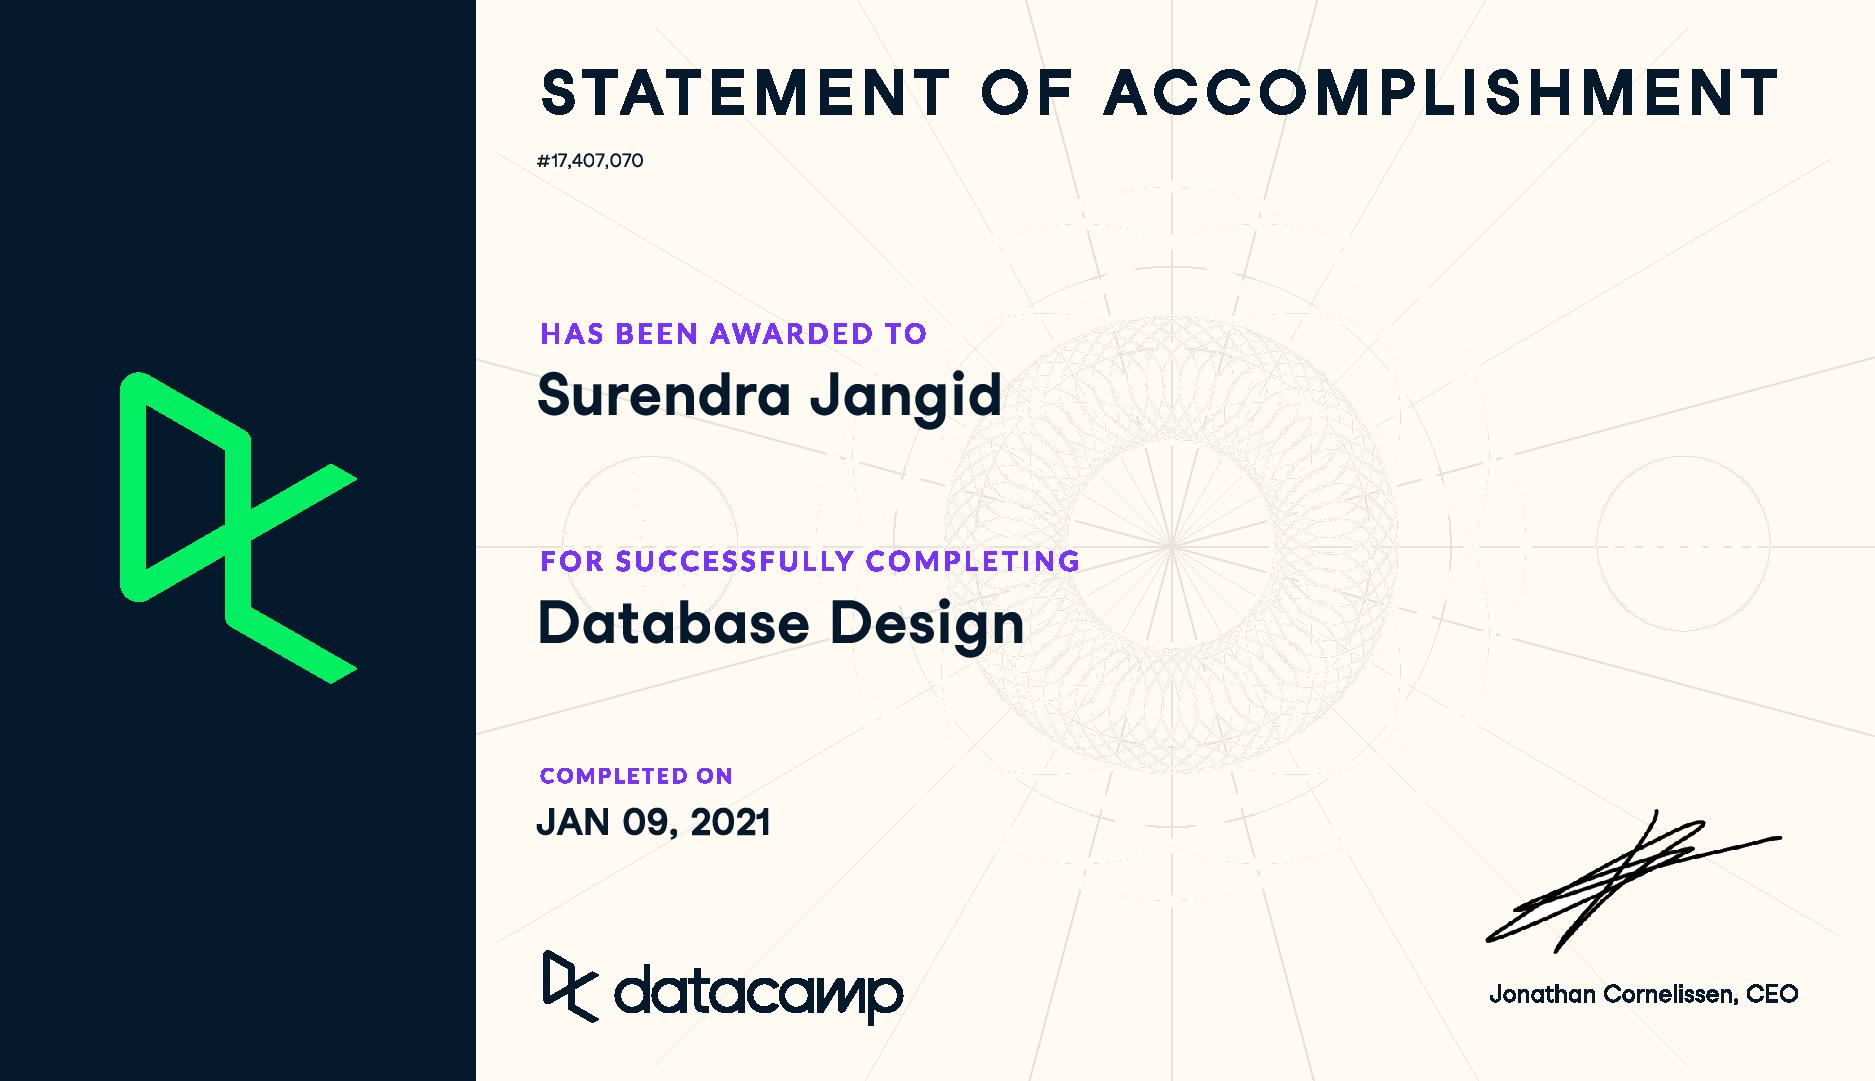 STATEMENT OF ACCOMPLISHMENT
#17,407,070
HAS BEEN AWARDED TO
Surendra Jangid
FOR SUCCESSFULLY COMPLETING
Database Design
COMPLETED ON
JAN 09, 2021
datacamp
Jonathan Cornelissen, CEO